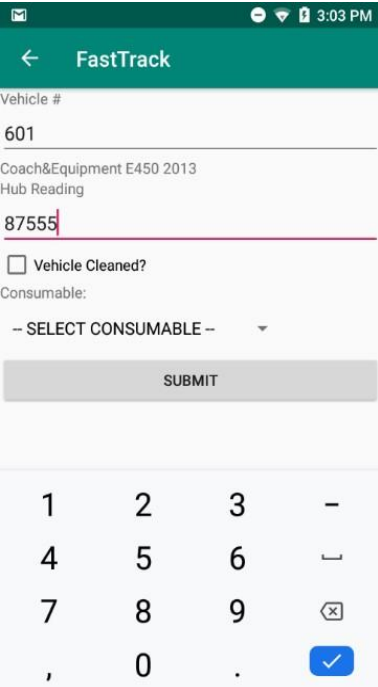 3:03 PM
FastTrack
Vehicle #
601
Coach&Equipment E450 2013
Hub Reading
87555
Vehicle Cleaned?
Consumable:
-- SELECT CONSUMABLE --
SUBMIT
1 2 3 -
4 5 6
7 8 9
, 0 .